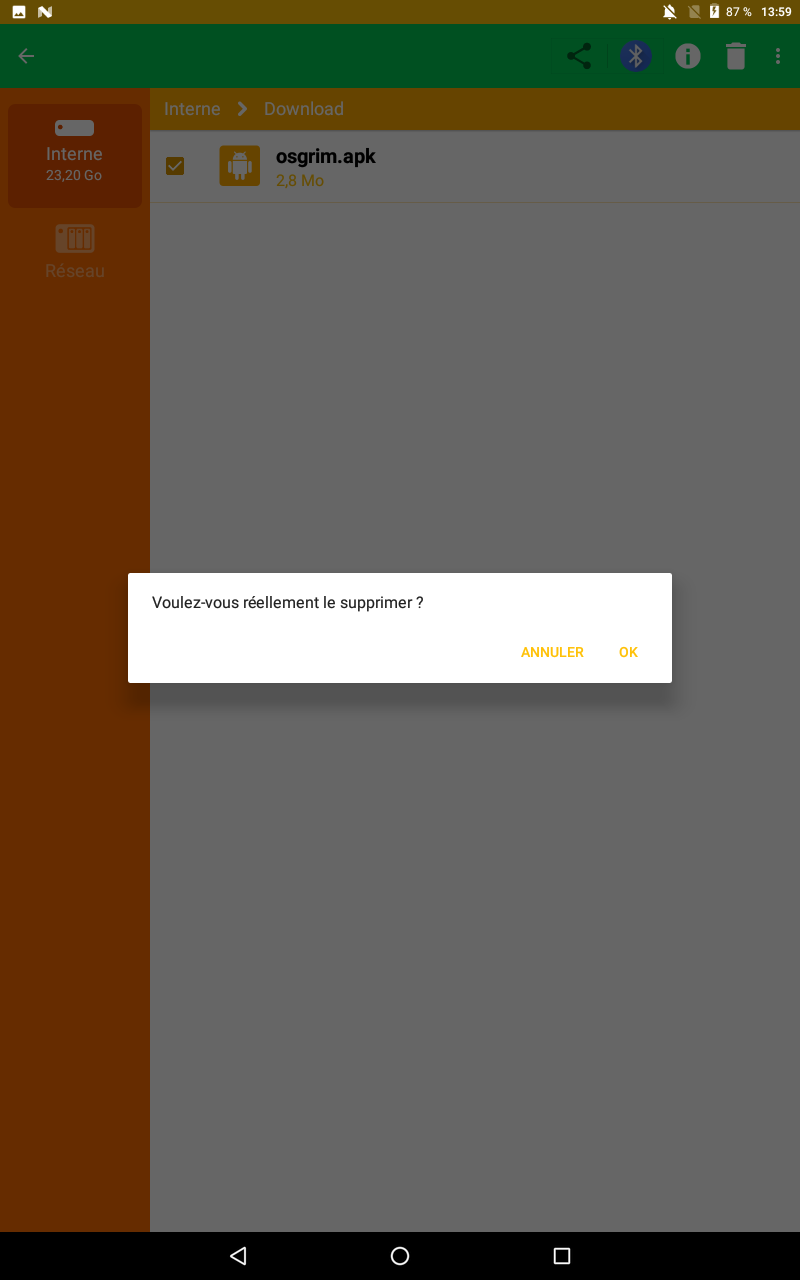 87 % 13:59
Interne Download
Interne
23,20 Go
osgrim.apk
2,8 Mo
Réseau
Voulez-vous réellement le supprimer ?
ANNULER OK